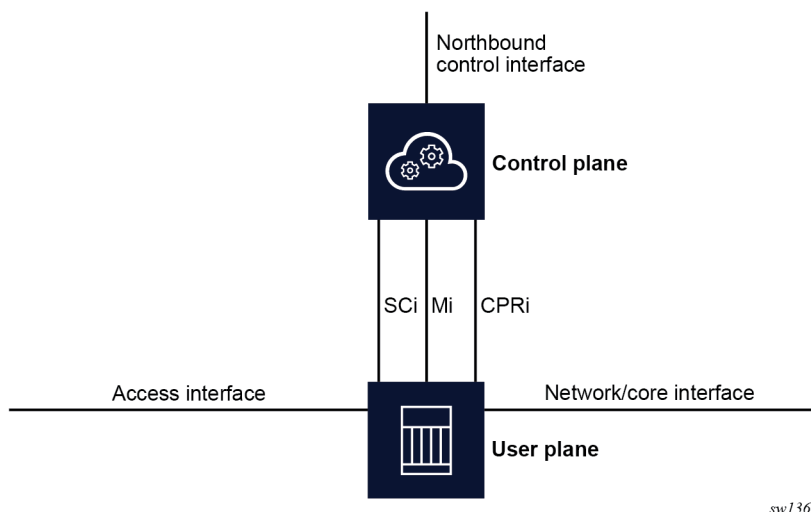 Northbound
control interface
Control plane
SCi
Mi
CPRi
Access interface
Network/core interface
User plane
sw136